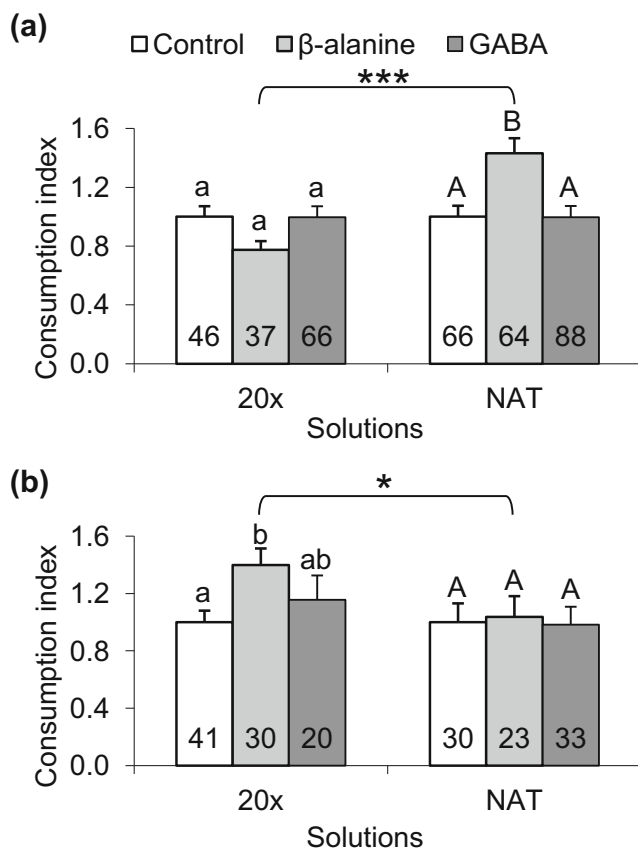 (a)
Control β-alanine GABA
***
1.6
1.2
0.8
0.4
0.0
Consumption index
a a a A B A
46 37 66 66 64 88
20x NAT
Solutions
(b)
*
1.6
1.2
0.8
0.4
0.0
Consumption index
a b ab A A A
41 30 20 30 23 33
20x NAT
Solutions